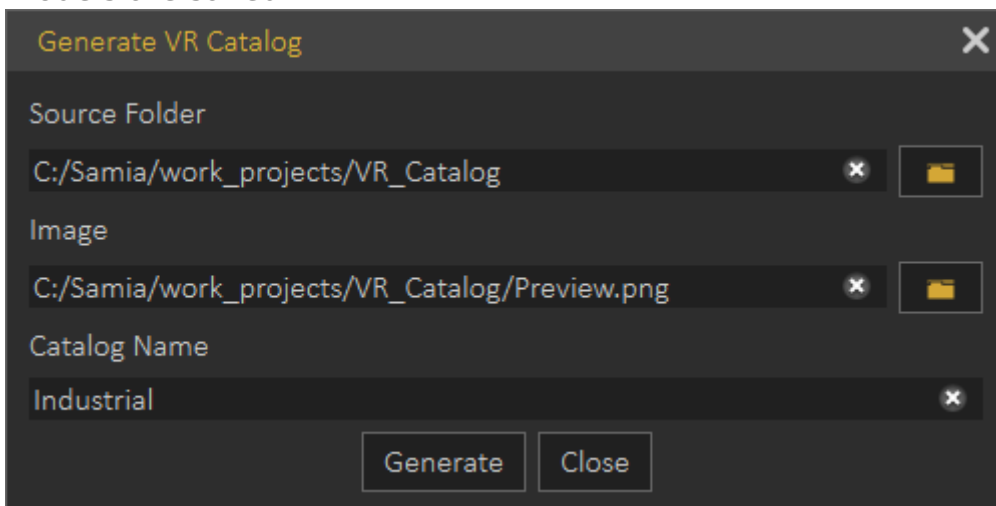 Generate VR Catalog
Source Folder
C:/Samia/work_projects/VR_Catalog
Image
C:/Samia/work_projects/VR_Catalog/Preview.png
Catalog Name
Industrial
Generate Close